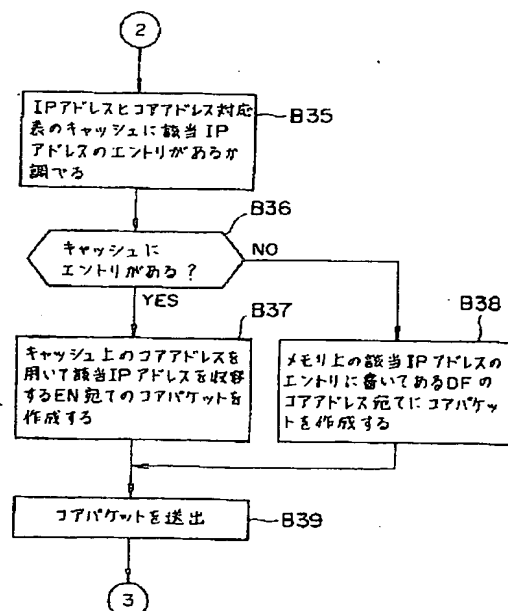 2
IPアドレスとコアアドレス対応
表のキャッシュに該当IP
アドレスのエントリがあるか
調べる
B35
B36
キャッシュに
エントリがある?
NO
YES
B37
B38
キャッシュ上のコアアドレスを
用いて該当IPアドレスを収容
するEN宛てのコアパケットを
作成する
メモリ上の該当IPアドレスの
エントリに書いてあるDFの
コアアドレス宛てにコアパケッ
トを作成する
コアパケットを送出
B39
3